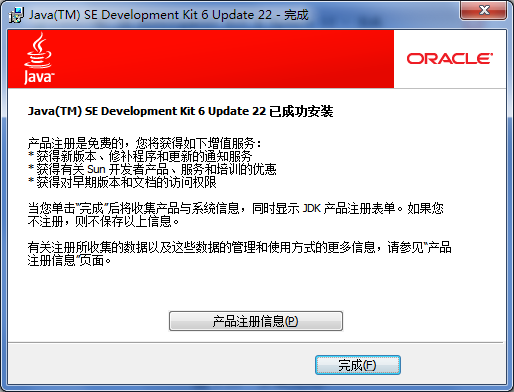 Java(TM) SE Development Kit 6 Update 22 - 完成
Java™
ORACLE
Java(TM) SE Development Kit 6 Update 22 已成功安装
产品注册是免费的，您将获得如下增值服务：
* 获得新版本、修补程序和更新的通知服务
* 获得有关 Sun 开发者产品、服务和培训的优惠
* 获得对早期版本和文档的访问权限
当您单击“完成”后将收集产品与系统信息，同时显示 JDK 产品注册表单。如果您
不注册，则不保存以上信息。
有关注册所收集的数据以及这些数据的管理和使用方式的更多信息，请参见“产品
注册信息”页面。
产品注册信息(P)
完成(F)